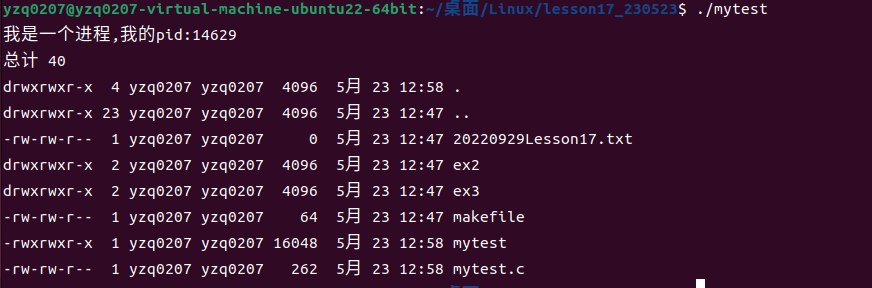 yzq0207@yzq0207-virtual-machine-ubuntu22-64bit:~/桌面/Linux/lesson17_230523$ ./mytest
我是一个进程,我的pid:14629
总计 40
drwxrwxr-x  4 yzq0207 yzq0207  4096  5月 23 12:58 .
drwxrwxr-x 23 yzq0207 yzq0207  4096  5月 23 12:47 ..
-rw-rw-r--  1 yzq0207 yzq0207     0  5月 23 12:47 20220929Lesson17.txt
drwxrwxr-x  2 yzq0207 yzq0207  4096  5月 23 12:47 ex2
drwxrwxr-x  2 yzq0207 yzq0207  4096  5月 23 12:47 ex3
-rw-rw-r--  1 yzq0207 yzq0207    64  5月 23 12:47 makefile
-rwxrwxr-x  1 yzq0207 yzq0207 16048  5月 23 12:58 mytest
-rw-rw-r--  1 yzq0207 yzq0207   262  5月 23 12:58 mytest.c